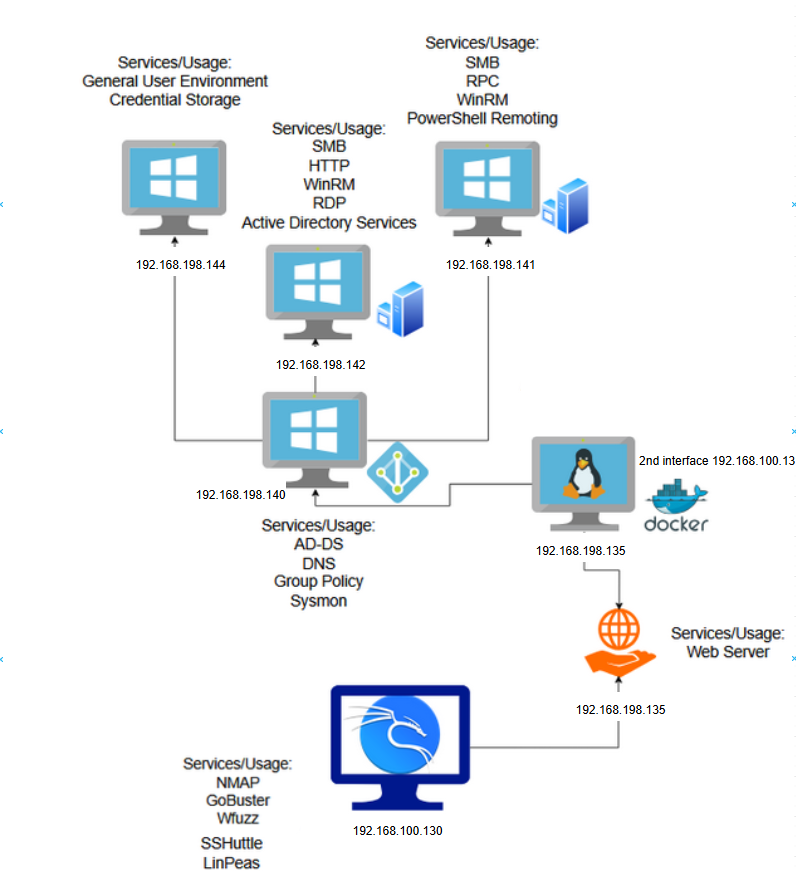 Services/Usage:
General User Environment
Credential Storage
192.168.198.144
Services/Usage:
SMB
HTTP
WinRM
RDP
Active Directory Services
192.168.198.142
Services/Usage:
SMB
RPC
WinRM
PowerShell Remoting
192.168.198.141
192.168.198.140
Services/Usage:
AD-DS
DNS
Group Policy
Sysmon
2nd interface 192.168.100.13
docker
192.168.198.135
Services/Usage:
Web Server
192.168.198.135
Services/Usage:
NMAP
GoBuster
Wfuzz
SSHuttle
LinPeas
192.168.100.130